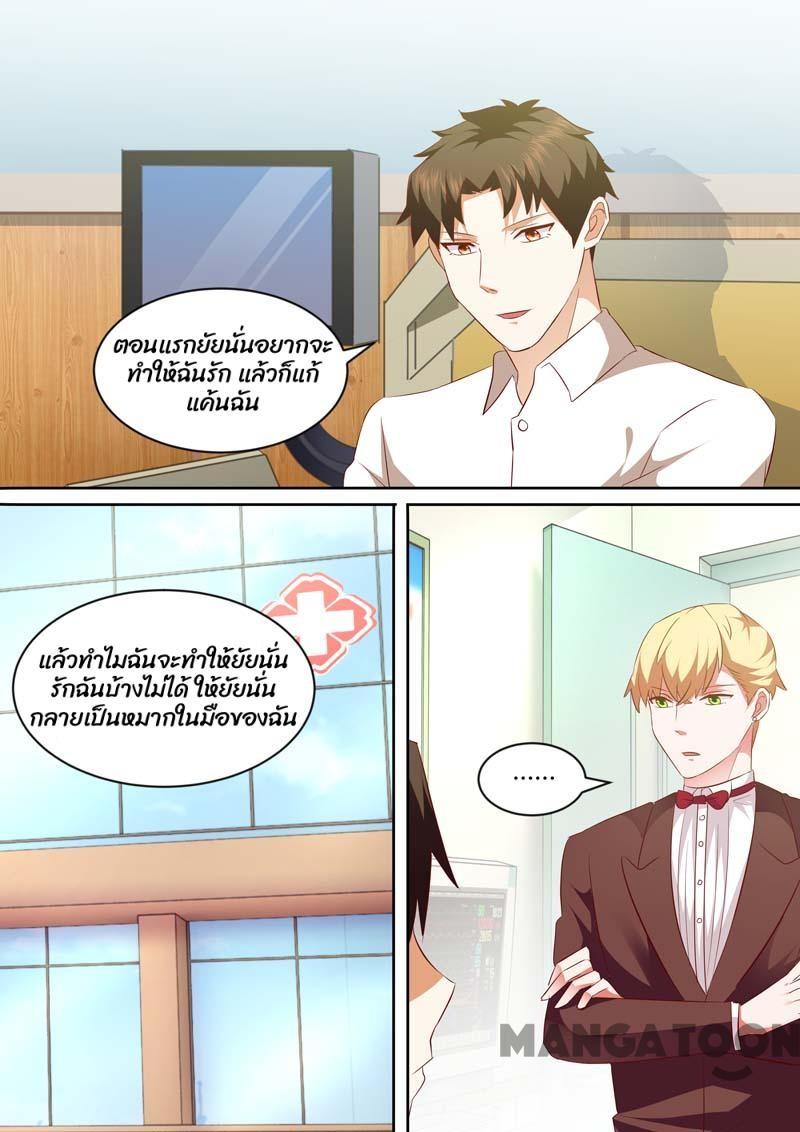 ตอนแรกยัยนั่นอยากจะ
ทำให้ฉันรัก แล้วก็แก้
แค้นฉัน
แล้วทำไมฉันจะทำให้ยัยนั่น
รักฉันบ้างไม่ได้ ให้ยัยนั่น
กลายเป็นหมากในมือของฉัน
......
MANGATOON